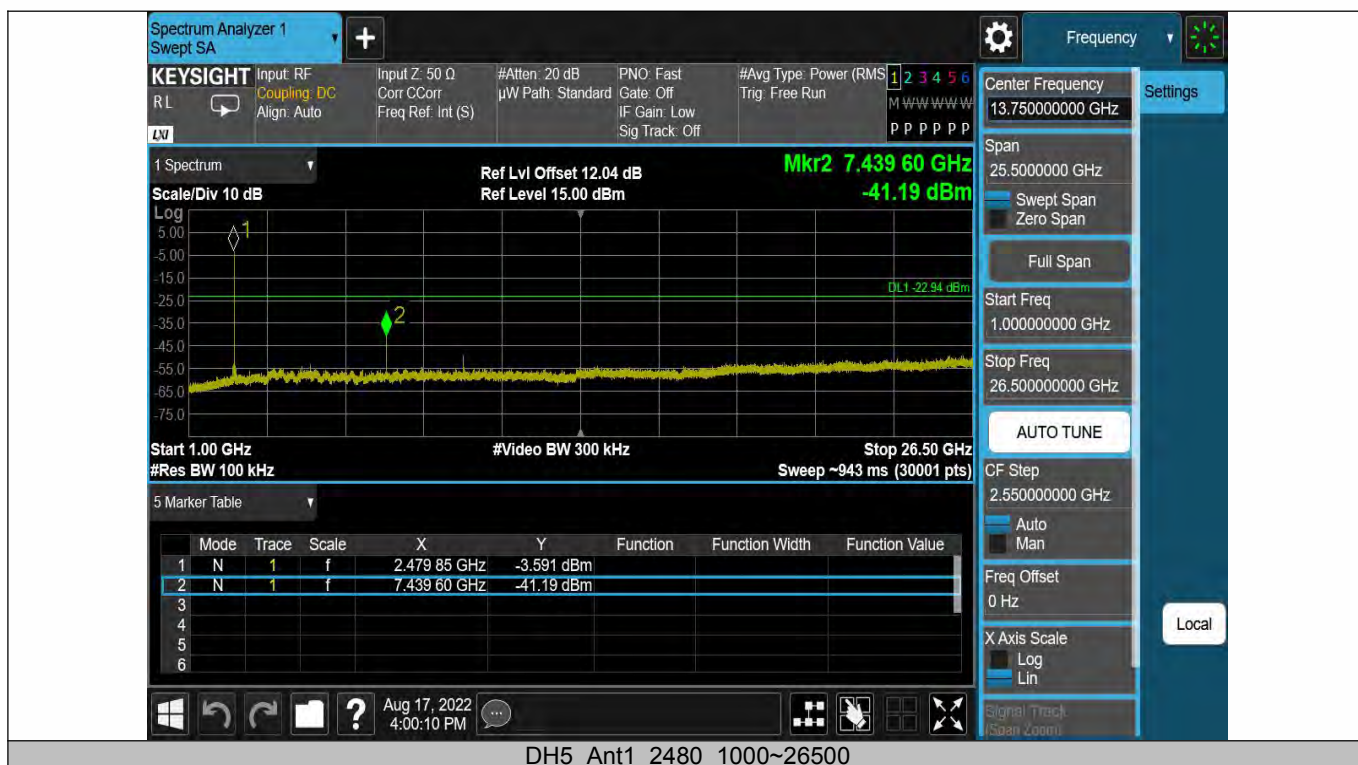 Spectrum Analyzer 1
Swept SA
Frequency
KEYSIGHT
RL
LXI
Input: RF
Coupling: DC
Align: Auto
Input Z: 50 Ω
Corr CCorr
Freq Ref: Int (S)
#Atten: 20 dB
µW Path: Standard
PNO: Fast
Gate: Off
IF Gain: Low
Sig Track: Off
#Avg Type: Power (RMS
Trig: Free Run
1 2 3 4 5 6
M W W W W W
P P P P P P
1 Spectrum
Scale/Div 10 dB
Ref Lvl Offset 12.04 dB
Ref Level 15.00 dBm
Mkr2 7.439 60 GHz
-41.19 dBm
Log
5.00
-5.00
-15.0
-25.0
-35.0
-45.0
-55.0
-65.0
-75.0
1
2
DL1 -22.94 dBm
Start 1.00 GHz
#Video BW 300 kHz
Stop 26.50 GHz
#Res BW 100 kHz
Sweep ~943 ms (30001 pts)
5 Marker Table
Mode Trace Scale X Y Function Function Width Function Value
1 N 1 f 2.479 85 GHz -3.591 dBm
2 N 1 f 7.439 60 GHz -41.19 dBm
3
4
5
6
Aug 17, 2022
4:00:10 PM
Center Frequency
13.750000000 GHz
Settings
Span
25.5000000 GHz
Swept Span
Zero Span
Full Span
Start Freq
1.000000000 GHz
Stop Freq
26.500000000 GHz
AUTO TUNE
CF Step
2.550000000 GHz
Auto
Man
Freq Offset
0 Hz
X Axis Scale
Log
Lin
Signal Track
(Span Zoom)
Local
DH5_Ant1_2480_1000~26500